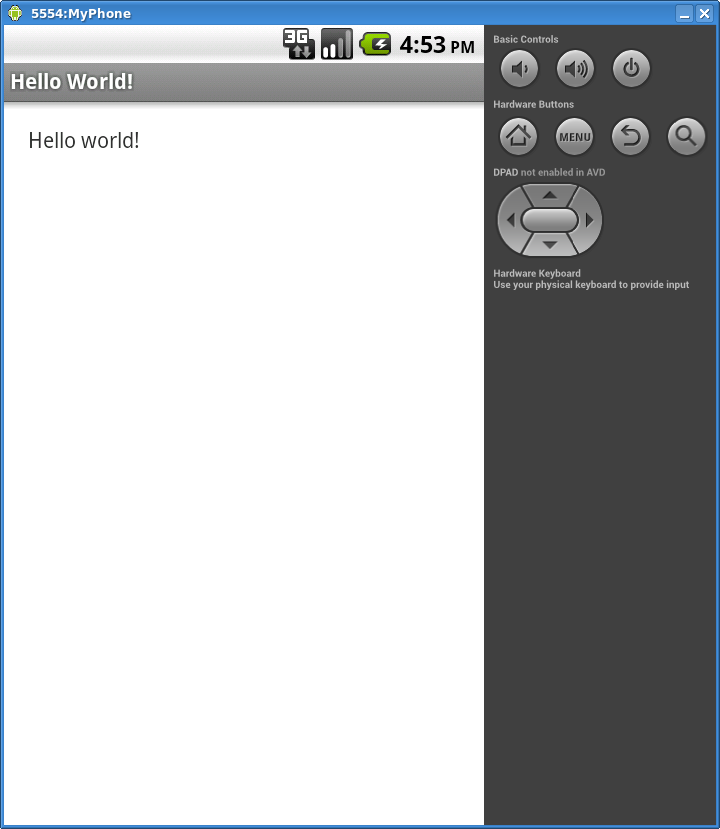 5554:MyPhone
3G
4:53 PM
Hello World!
Hello world!
Basic Controls
Hardware Buttons
MENU
DPAD not enabled in AVD
Hardware Keyboard
Use your physical keyboard to provide input